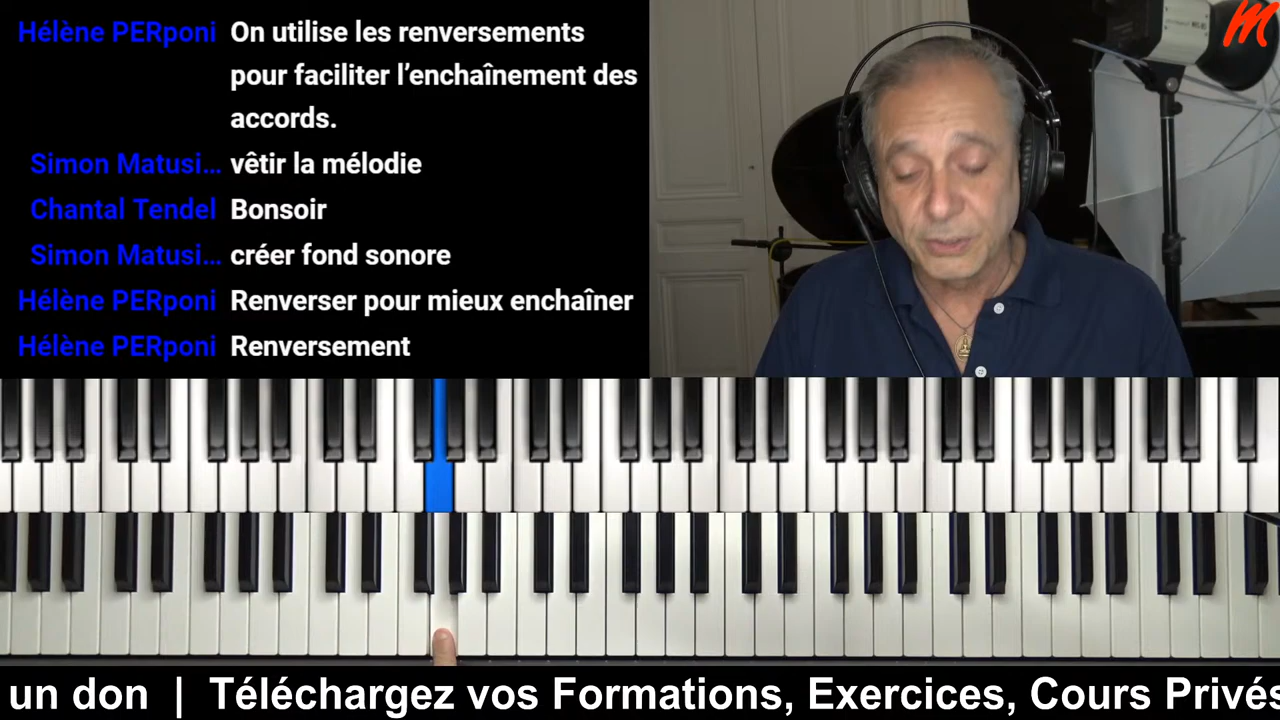 Hélène PERponi On utilise les renversements
pour faciliter l’enchaînement des
accords.
Simon Matusi… vêtir la mélodie
Chantal Tendel Bonsoir
Simon Matusi… créer fond sonore
Hélène PERponi Renverser pour mieux enchaîner
Hélène PERponi Renversement
un don | Téléchargez vos Formations, Exercices, Cours Privés